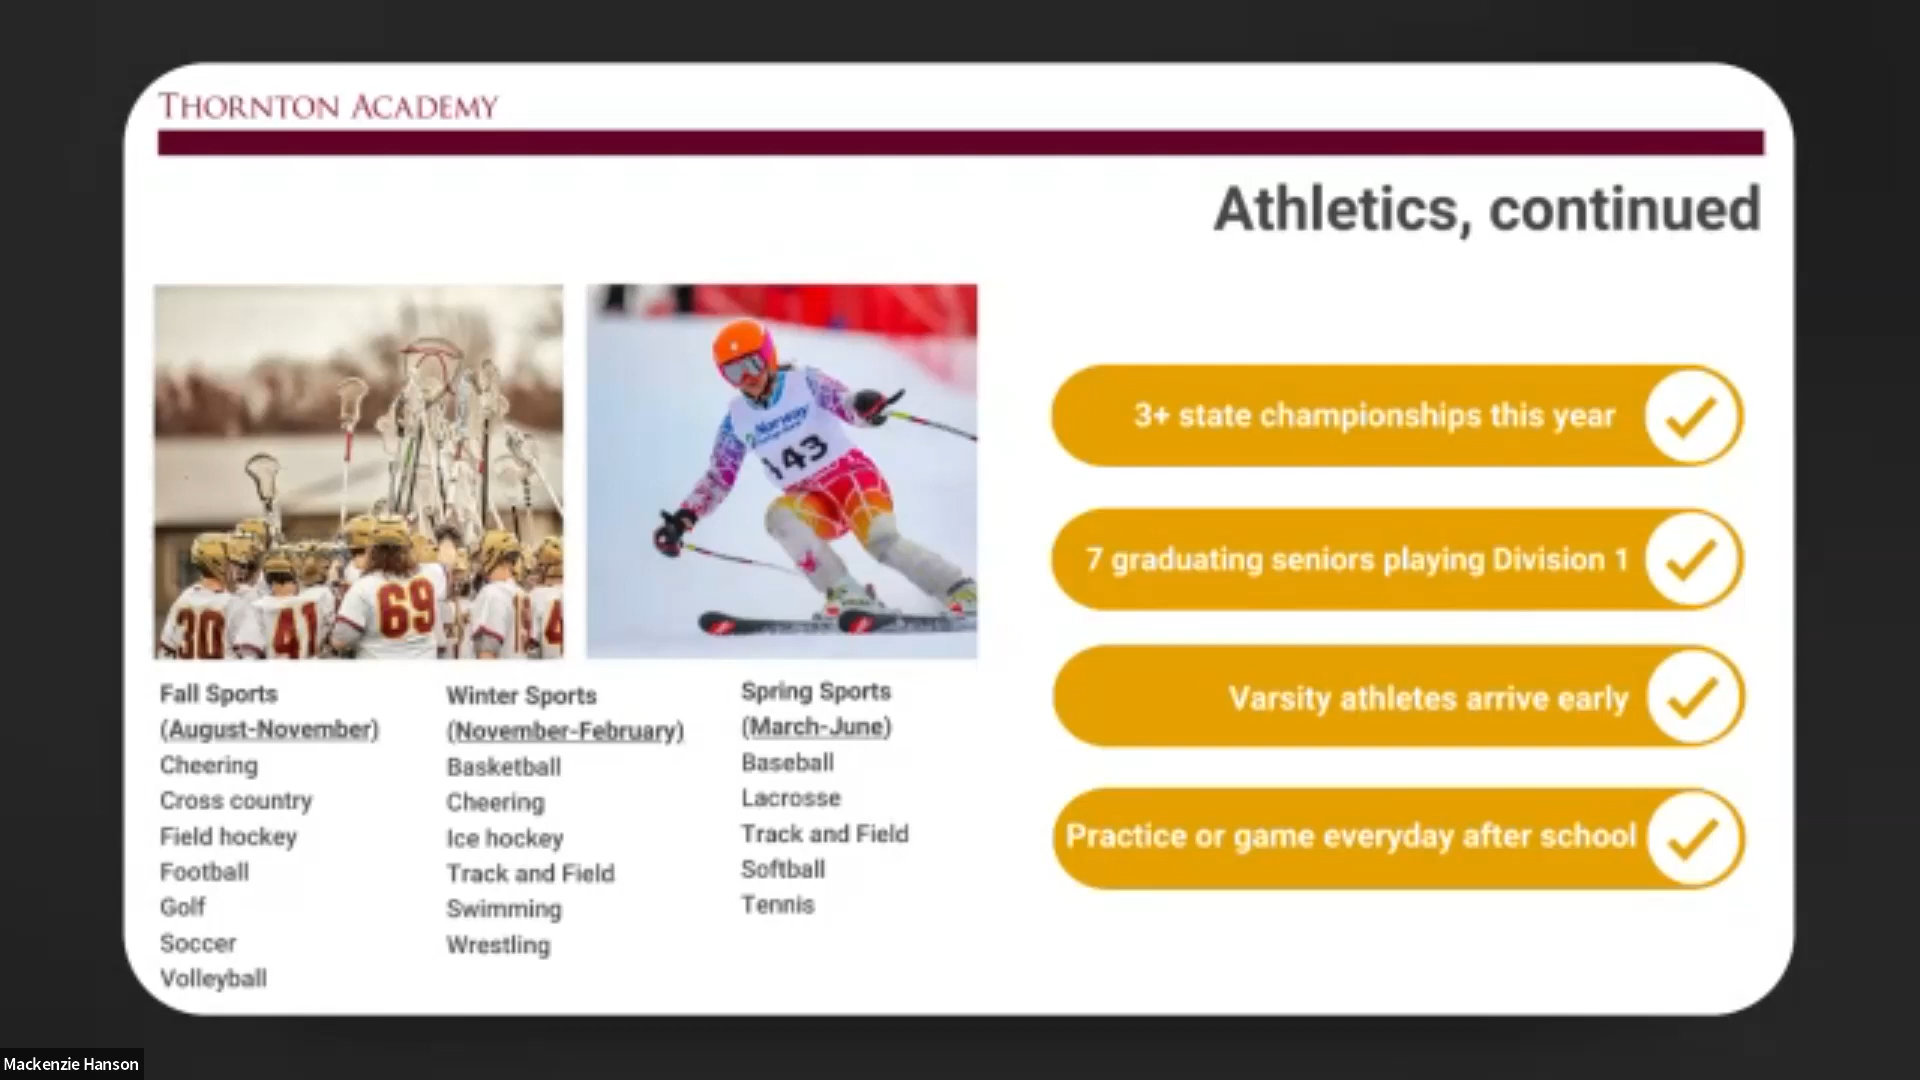 THORNTON ACADEMY
Athletics, continued
Norway
143
30
41
69
3+ state championships this year
7 graduating seniors playing Division 1
Varsity athletes arrive early
Practice or game everyday after school
Fall Sports
(August-November)
Cheering
Cross country
Field hockey
Football
Golf
Soccer
Volleyball
Winter Sports
(November-February)
Basketball
Cheering
Ice hockey
Track and Field
Swimming
Wrestling
Spring Sports
(March-June)
Baseball
Lacrosse
Track and Field
Softball
Tennis
Mackenzie Hanson